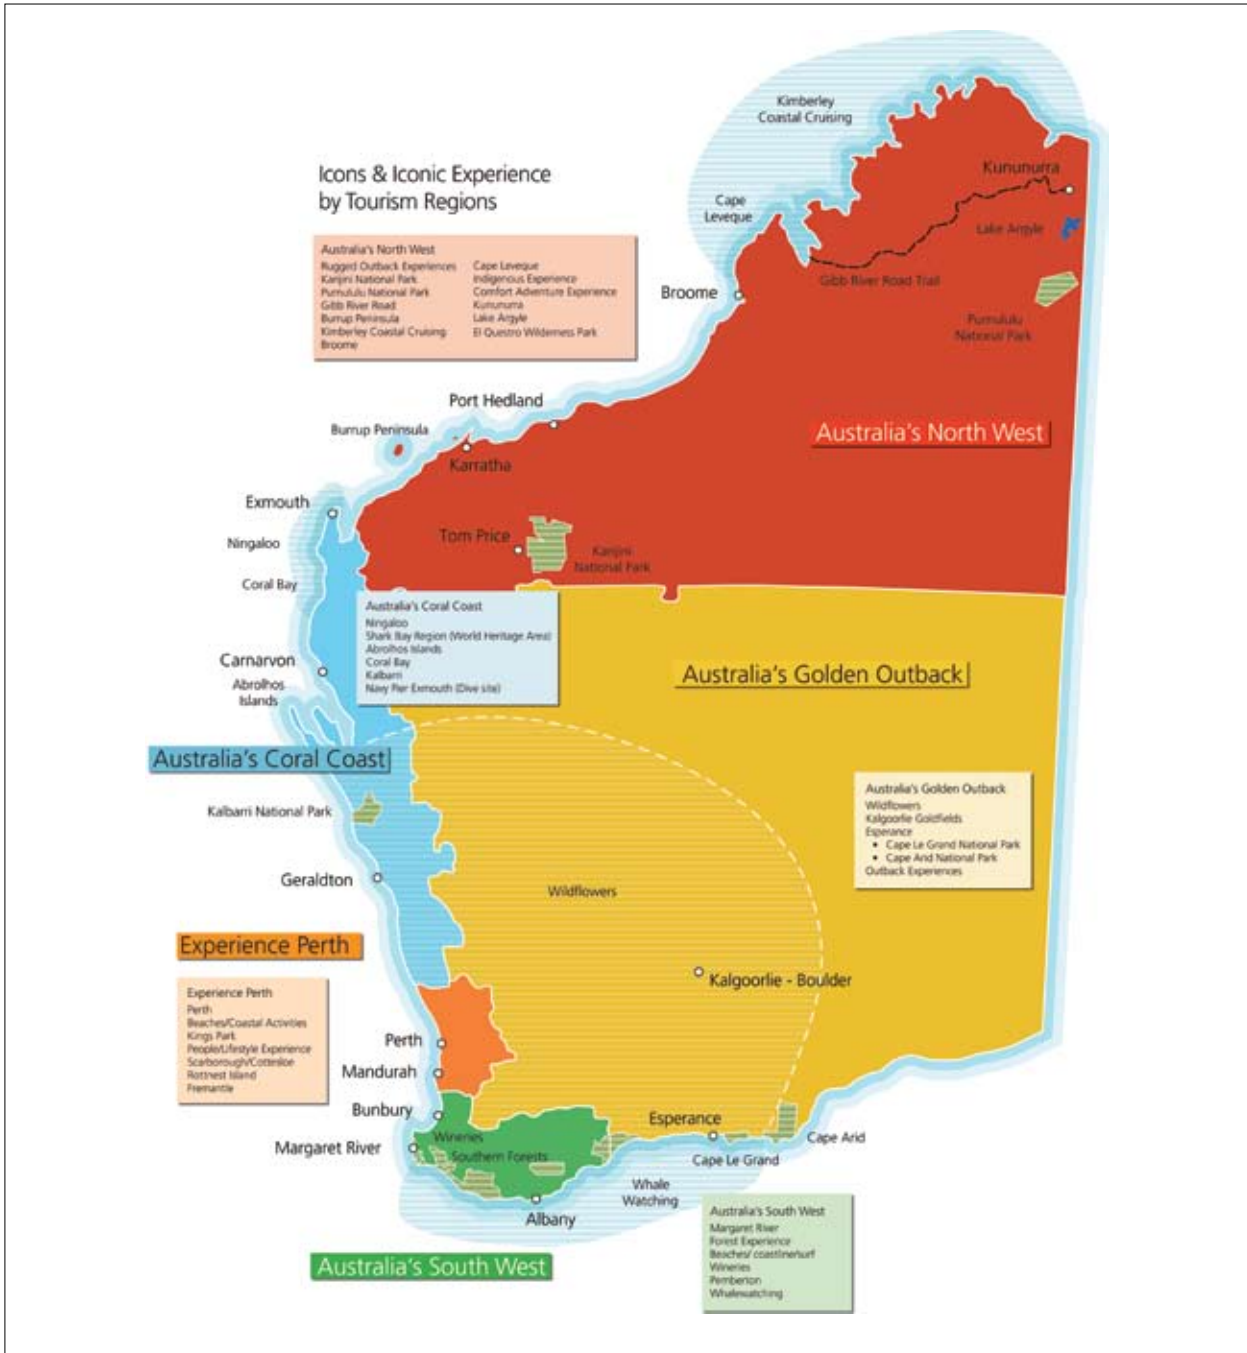 Kimberley
Coastal Cruising
Icons & Iconic Experience
by Tourism Regions
Kununurra
Cape
Leveque
Lake Argyle
Gibb River Road Trail
Broome
Purnululu
National Park
Australia's North West
Rugged Outback Experiences
Karijini National Park
Purnululu National Park
Gibb River Road
Burrup Peninsula
Kimberley Coastal Cruising
Broome
Cape Leveque
Indigenous Experience
Comfort Adventure Experience
Kununurra
Lake Argyle
El Questro Wilderness Park
Port Hedland
Burrup Peninsula
Karratha
Australia's North West
Exmouth
Ningaloo
Tom Price
Karijini
National Park
Coral Bay
Australia's Coral Coast
Ningaloo
Shark Bay Region (World Heritage Area)
Abrolhos Islands
Coral Bay
Kalbarri
Navy Pier Exmouth (Dive site)
Carnarvon
Abrolhos
Islands
Australia's Golden Outback
Australia's Coral Coast
Kalbarri National Park
Australia's Golden Outback
Wildflowers
Kalgoorlie Goldfields
Esperance
• Cape Le Grand National Park
• Cape And National Park
Outback Experiences
Geraldton
Wildflowers
Experience Perth
Kalgoorlie - Boulder
Experience Perth
Perth
Beaches/Coastal Activities
Kings Park
People/Lifestyle Experience
Scarborough/Cottesloe
Rottnest Island
Fremantle
Perth
Mandurah
Bunbury
Esperance
Margaret River
Wineries
Southern Forests
Cape Arid
Cape Le Grand
Whale
Watching
Albany
Australia's South West
Australia's South West
Margaret River
Forest Experience
Beaches/ coastline/surf
Wineries
Pemberton
Whalewatching